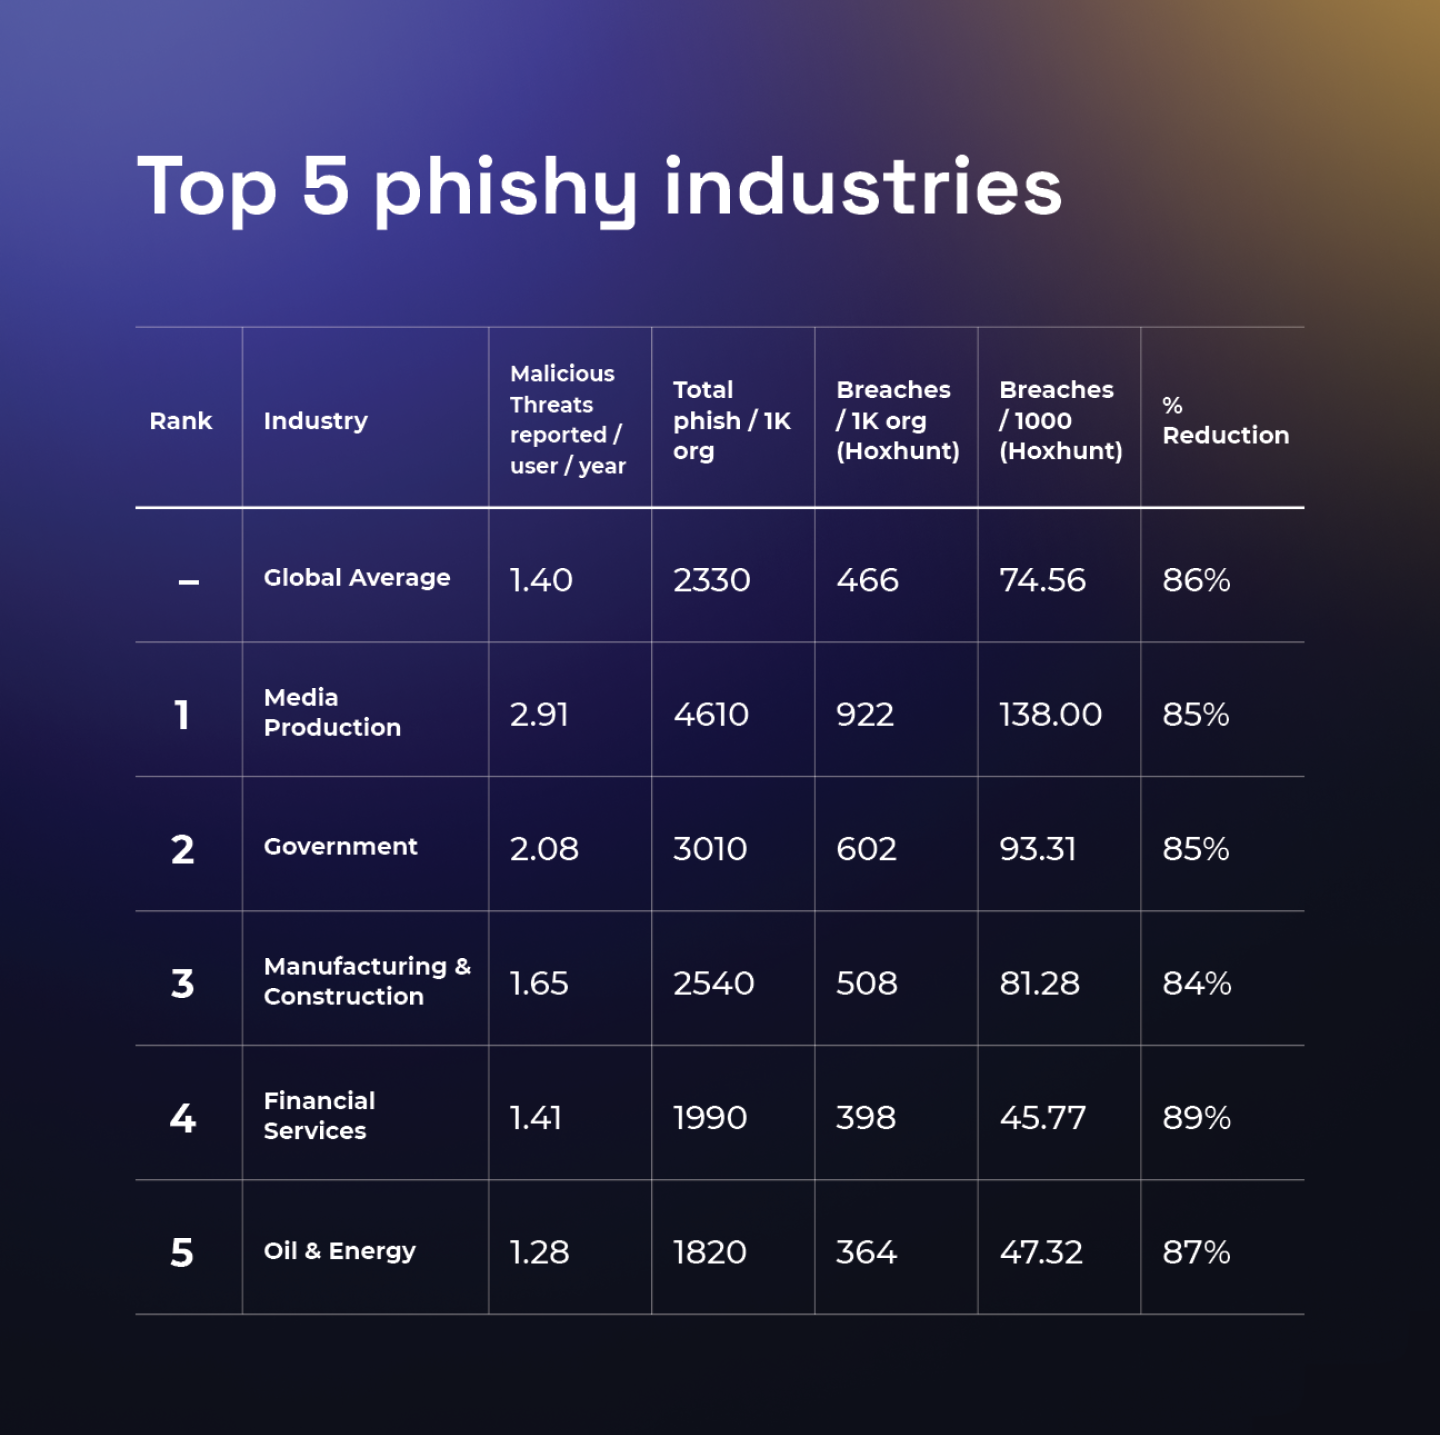 Top 5 phishy industries
Rank
Industry
Malicious
Threats
reported /
user / year
Total
phish / 1K
org
Breaches
/ 1K org
(Hoxhunt)
Breaches
/ 1000
(Hoxhunt)
%
Reduction
–
Global Average
1.40
2330
466
74.56
86%
1
Media
Production
2.91
4610
922
138.00
85%
2
Government
2.08
3010
602
93.31
85%
3
Manufacturing &
Construction
1.65
2540
508
81.28
84%
4
Financial
Services
1.41
1990
398
45.77
89%
5
Oil & Energy
1.28
1820
364
47.32
87%